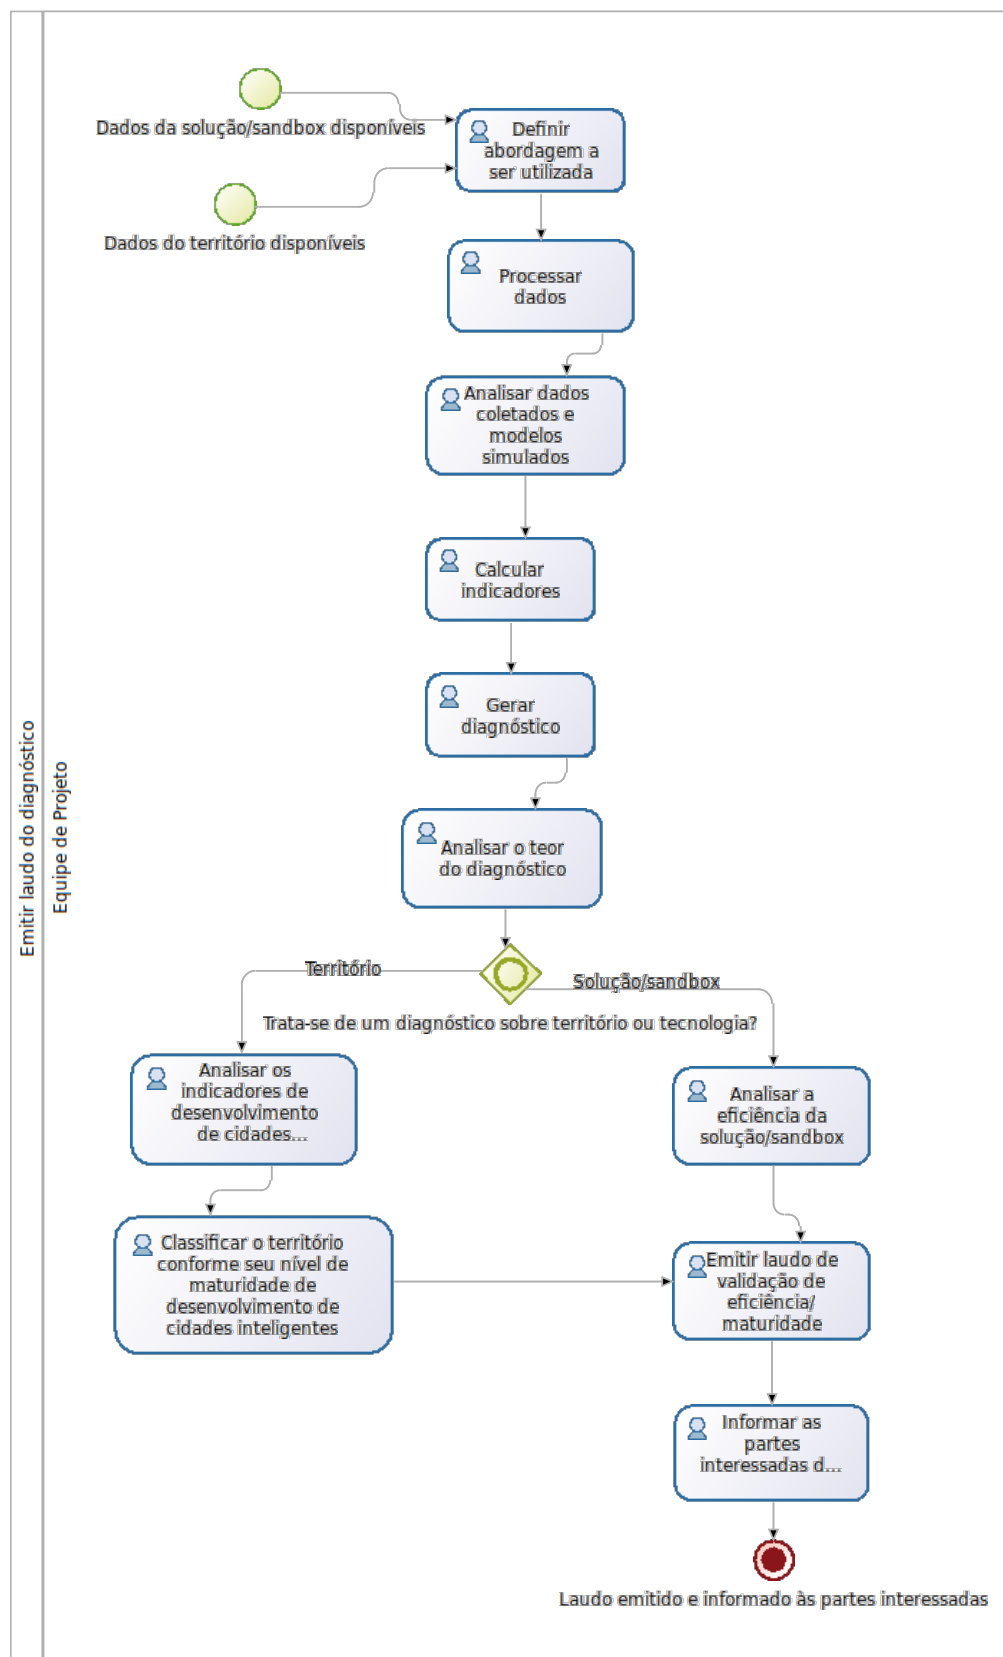 Emitir laudo do diagnóstico
Equipe de Projeto
Dados da solução/sandbox disponíveis
Dados do território disponíveis
Definir
abordagem a
ser utilizada
Processar
dados
Analisar dados
coletados e
modelos
simulados
Calcular
indicadores
Gerar
diagnóstico
Analisar o teor
do diagnóstico
Território
Solução/sandbox
Trata-se de um diagnóstico sobre território ou tecnologia?
Analisar os
indicadores de
desenvolvimento
de cidades...
Analisar a
eficiência da
solução/sandbox
Classificar o território
conforme seu nível de
maturidade de
desenvolvimento de
cidades inteligentes
Emitir laudo de
validação de
eficiência/
maturidade
Informar as
partes
interessadas d...
Laudo emitido e informado às partes interessadas